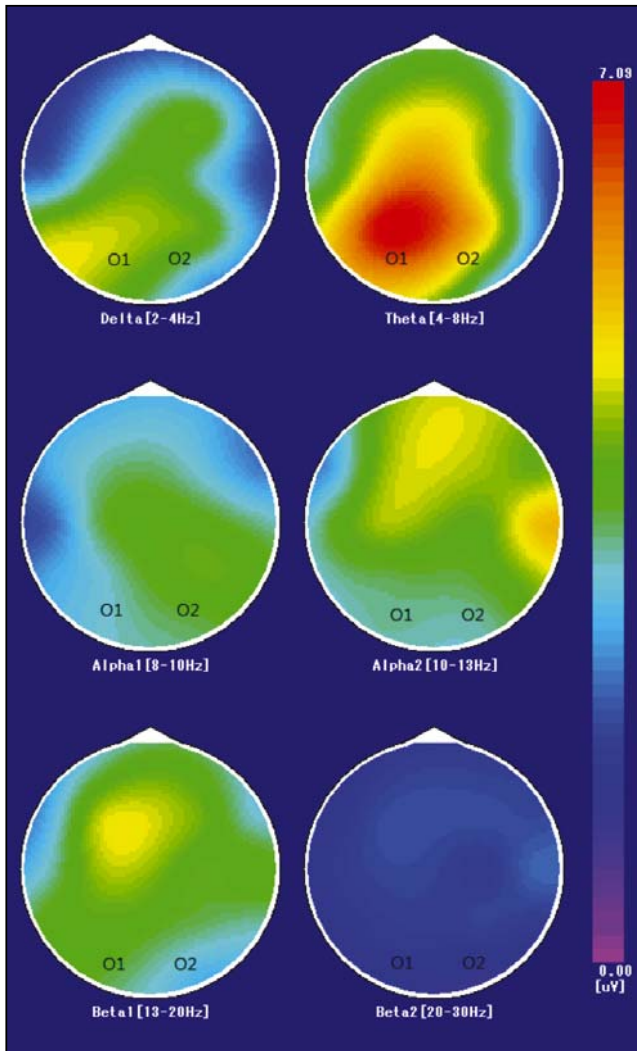 7.09
O1 O2
O1 O2
Delta[2-4Hz]
Theta[4-8Hz]
O1 O2
O1 O2
Alpha1[8-10Hz]
Alpha2[10-13Hz]
O1 O2
O1 O2
0.00
[uV]
Beta1[13-20Hz]
Beta2[20-30Hz]